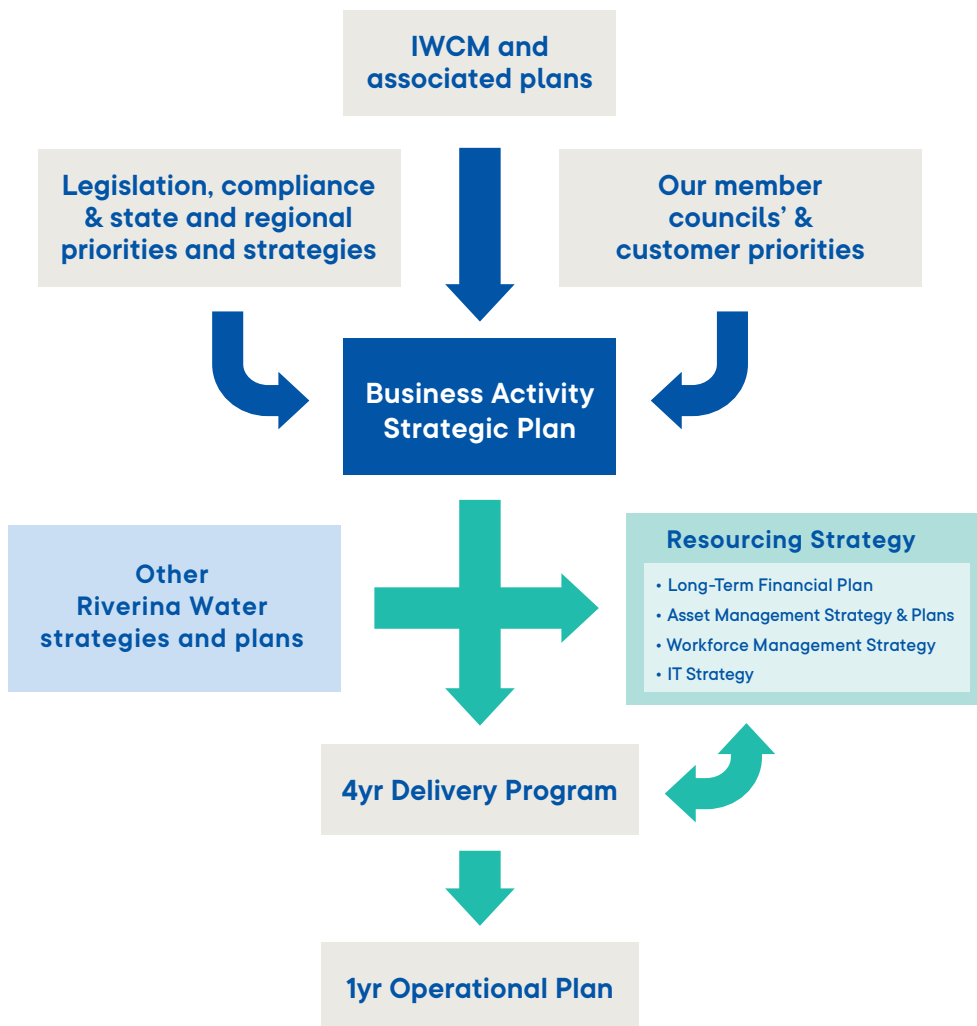 IWCM and
associated plans
Legislation, compliance
& state and regional
priorities and strategies
Our member
councils’ &
customer priorities
Business Activity
Strategic Plan
Other
Riverina Water
strategies and plans
Resourcing Strategy
• Long-Term Financial Plan
• Asset Management Strategy & Plans
• Workforce Management Strategy
• IT Strategy
4yr Delivery Program
1yr Operational Plan